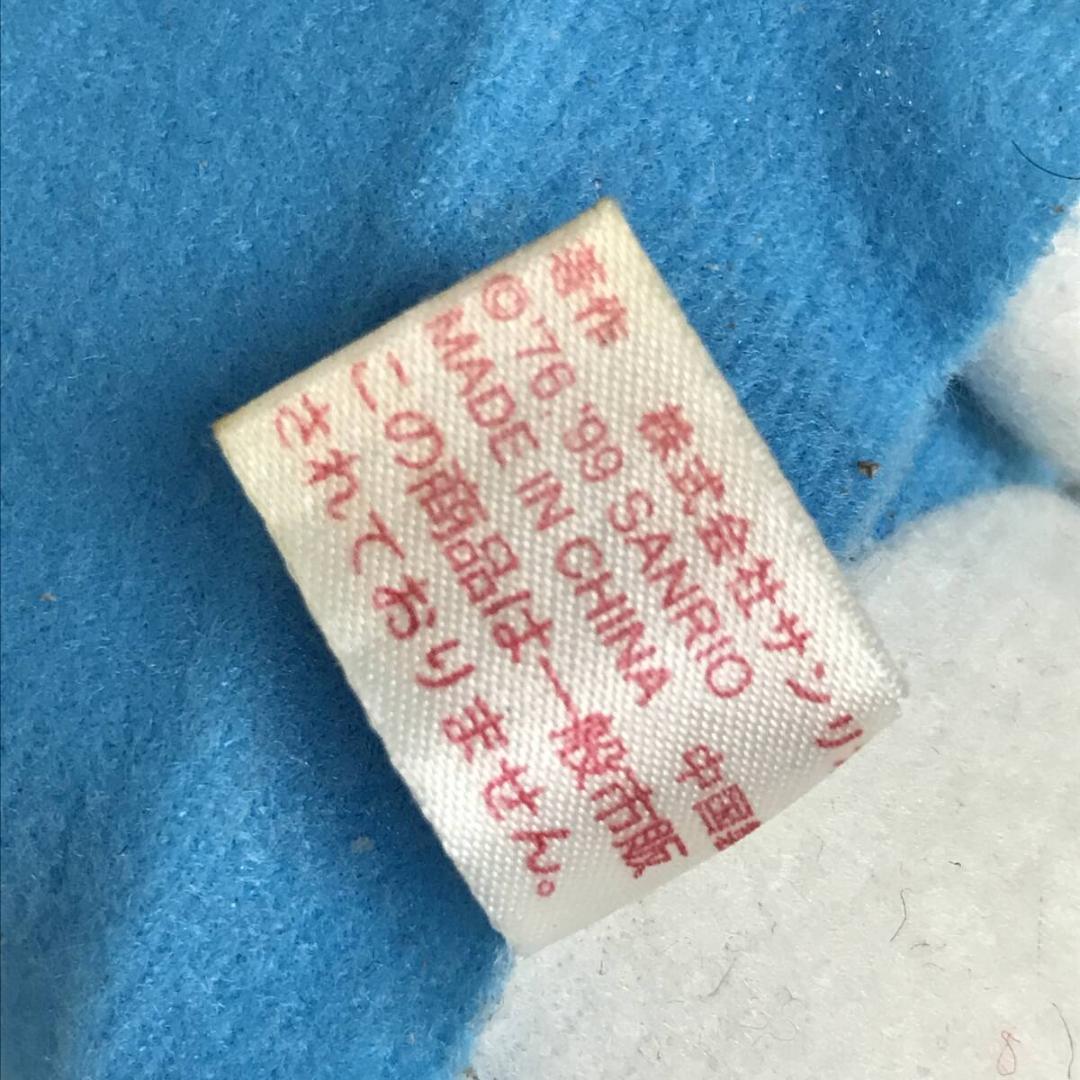 著作 株式会社サンリ
© '76, '99 SANRIO
MADE IN CHINA 中国
この商品は一般市販
されておりません。